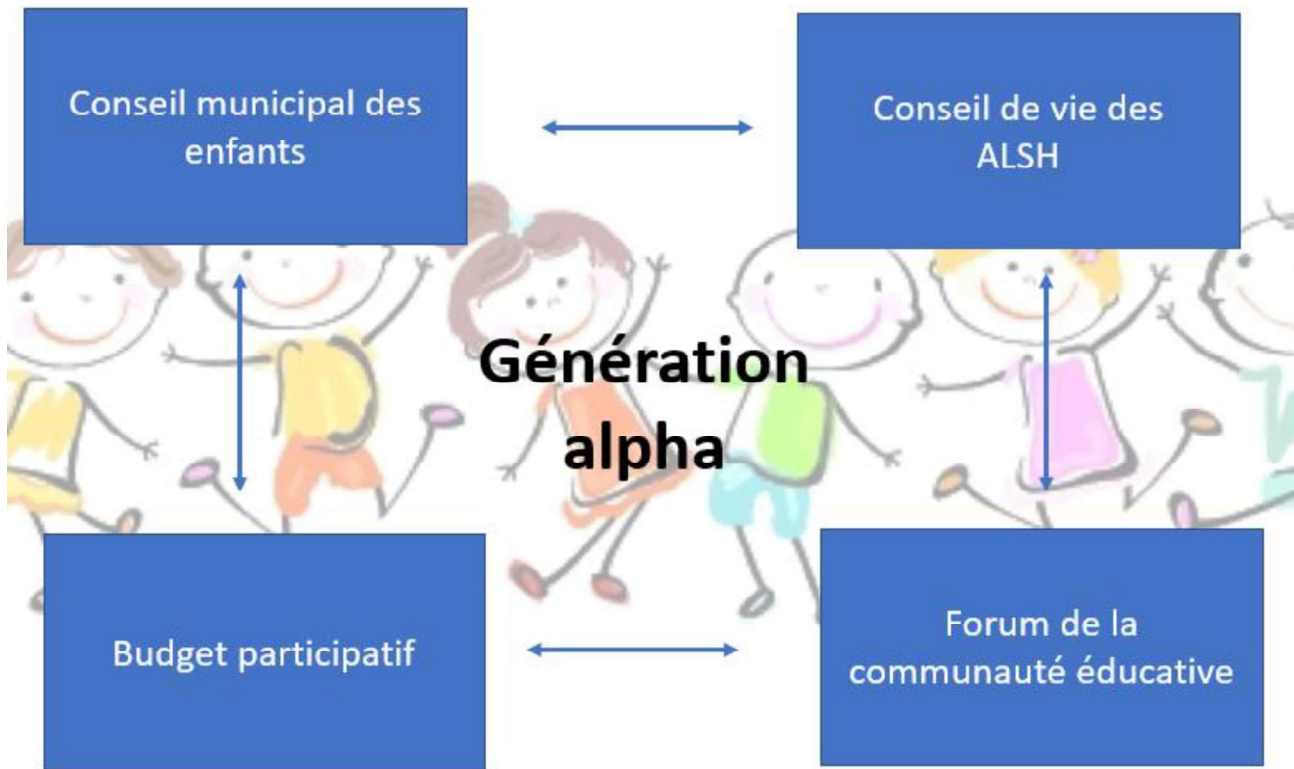 Conseil municipal des
enfants
Conseil de vie des
ALSH
Génération
alpha
Budget participatif
Forum de la
communauté éducative